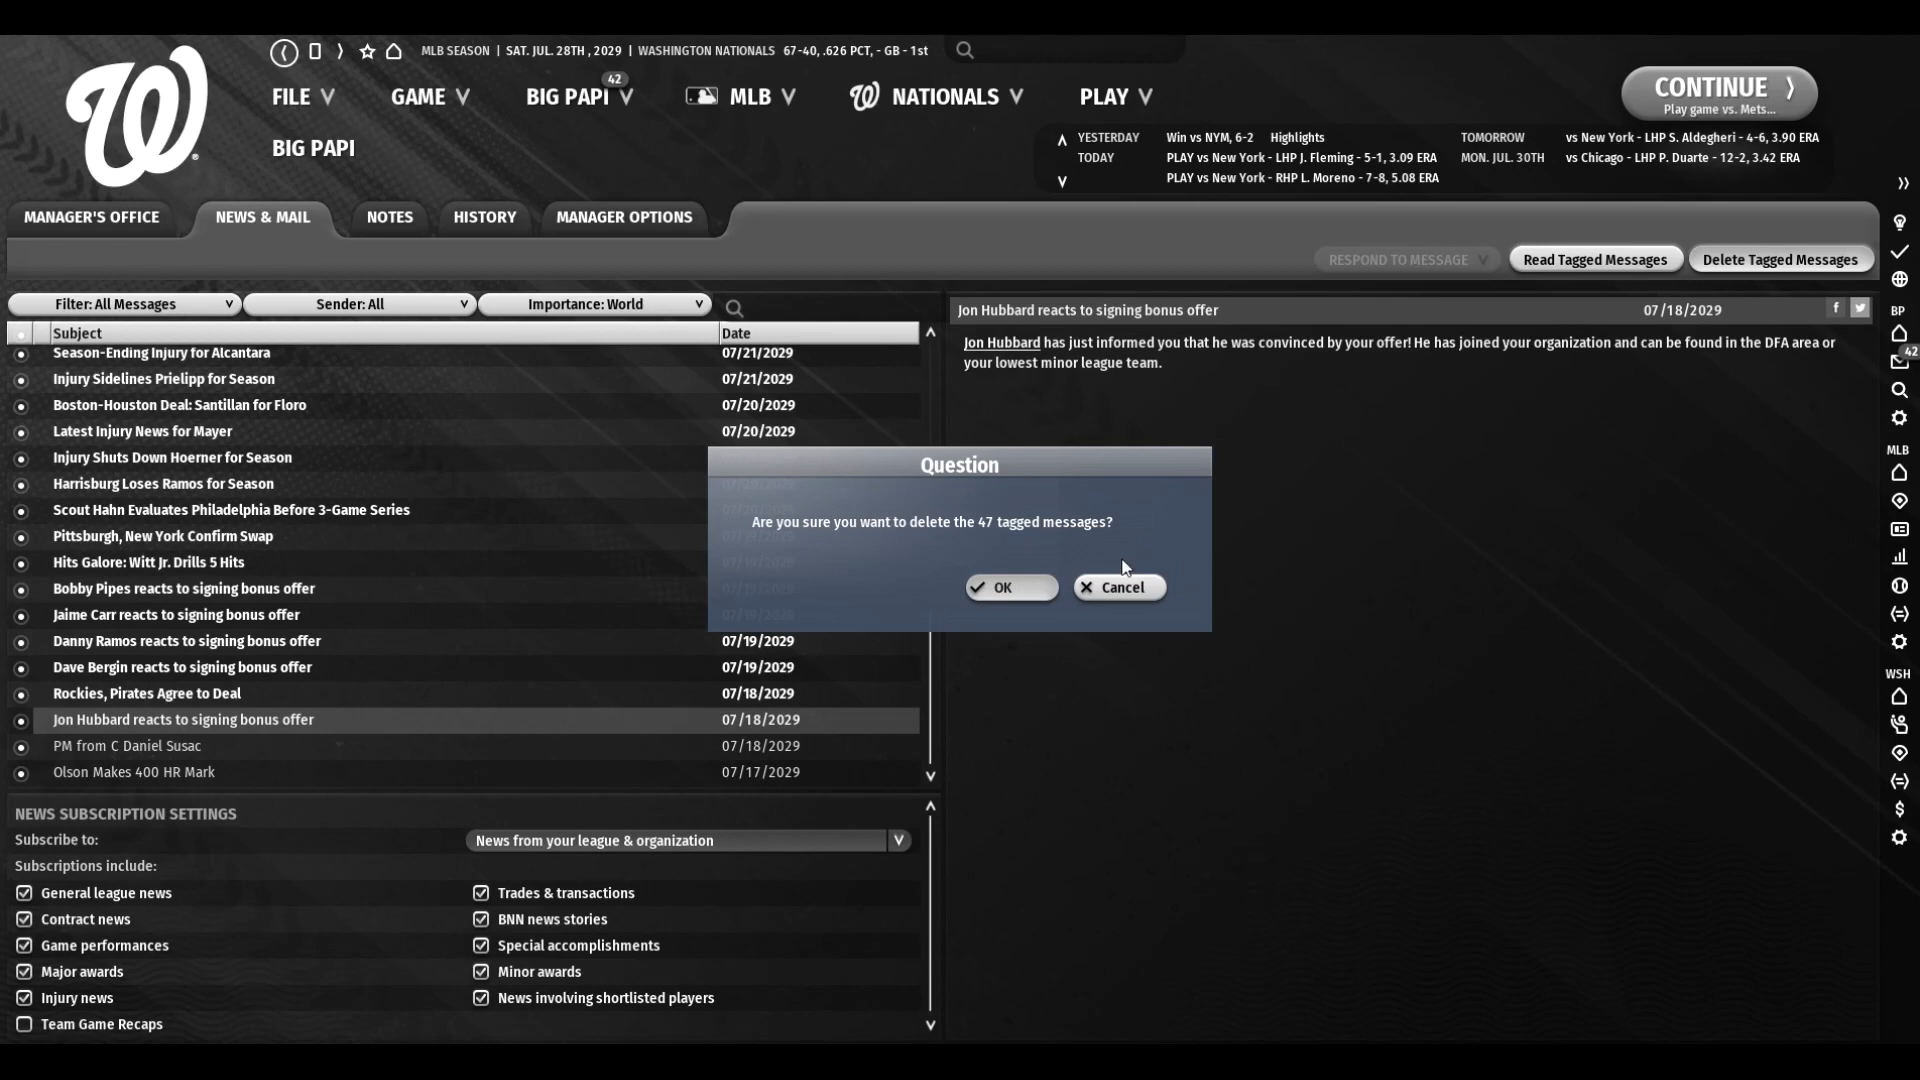 MLB SEASON | SAT. JUL. 28TH , 2029 | WASHINGTON NATIONALS 67-40, .626 PCT, - GB - 1st
FILE GAME BIG PAPI 42 MLB NATIONALS PLAY
CONTINUE
Play game vs. Mets...
BIG PAPI
YESTERDAY Win vs NYM, 6-2 Highlights TOMORROW vs New York - LHP S. Aldegheri - 4-6, 3.90 ERA
TODAY PLAY vs New York - LHP J. Fleming - 5-1, 3.09 ERA MON. JUL. 30TH vs Chicago - LHP P. Duarte - 12-2, 3.42 ERA
PLAY vs New York - RHP L. Moreno - 7-8, 5.08 ERA
MANAGER'S OFFICE NEWS & MAIL NOTES HISTORY MANAGER OPTIONS
RESPOND TO MESSAGE Read Tagged Messages Delete Tagged Messages
Filter: All Messages Sender: All Importance: World
Subject Date
Season-Ending Injury for Alcantara 07/21/2029
Injury Sidelines Prielipp for Season 07/21/2029
Boston-Houston Deal: Santillan for Floro 07/20/2029
Latest Injury News for Mayer 07/20/2029
Injury Shuts Down Hoerner for Season
Harrisburg Loses Ramos for Season
Scout Hahn Evaluates Philadelphia Before 3-Game Series
Pittsburgh, New York Confirm Swap
Hits Galore: Witt Jr. Drills 5 Hits
Bobby Pipes reacts to signing bonus offer
Jaime Carr reacts to signing bonus offer
Danny Ramos reacts to signing bonus offer 07/19/2029
Dave Bergin reacts to signing bonus offer 07/19/2029
Rockies, Pirates Agree to Deal 07/18/2029
Jon Hubbard reacts to signing bonus offer 07/18/2029
PM from C Daniel Susac 07/18/2029
Olson Makes 400 HR Mark 07/17/2029
Jon Hubbard reacts to signing bonus offer 07/18/2029
Jon Hubbard has just informed you that he was convinced by your offer! He has joined your organization and can be found in the DFA area or
your lowest minor league team.
Question
Are you sure you want to delete the 47 tagged messages?
OK Cancel
NEWS SUBSCRIPTION SETTINGS
Subscribe to: News from your league & organization
Subscriptions include:
General league news Trades & transactions
Contract news BNN news stories
Game performances Special accomplishments
Major awards Minor awards
Injury news News involving shortlisted players
Team Game Recaps
BP
42
MLB
WSH